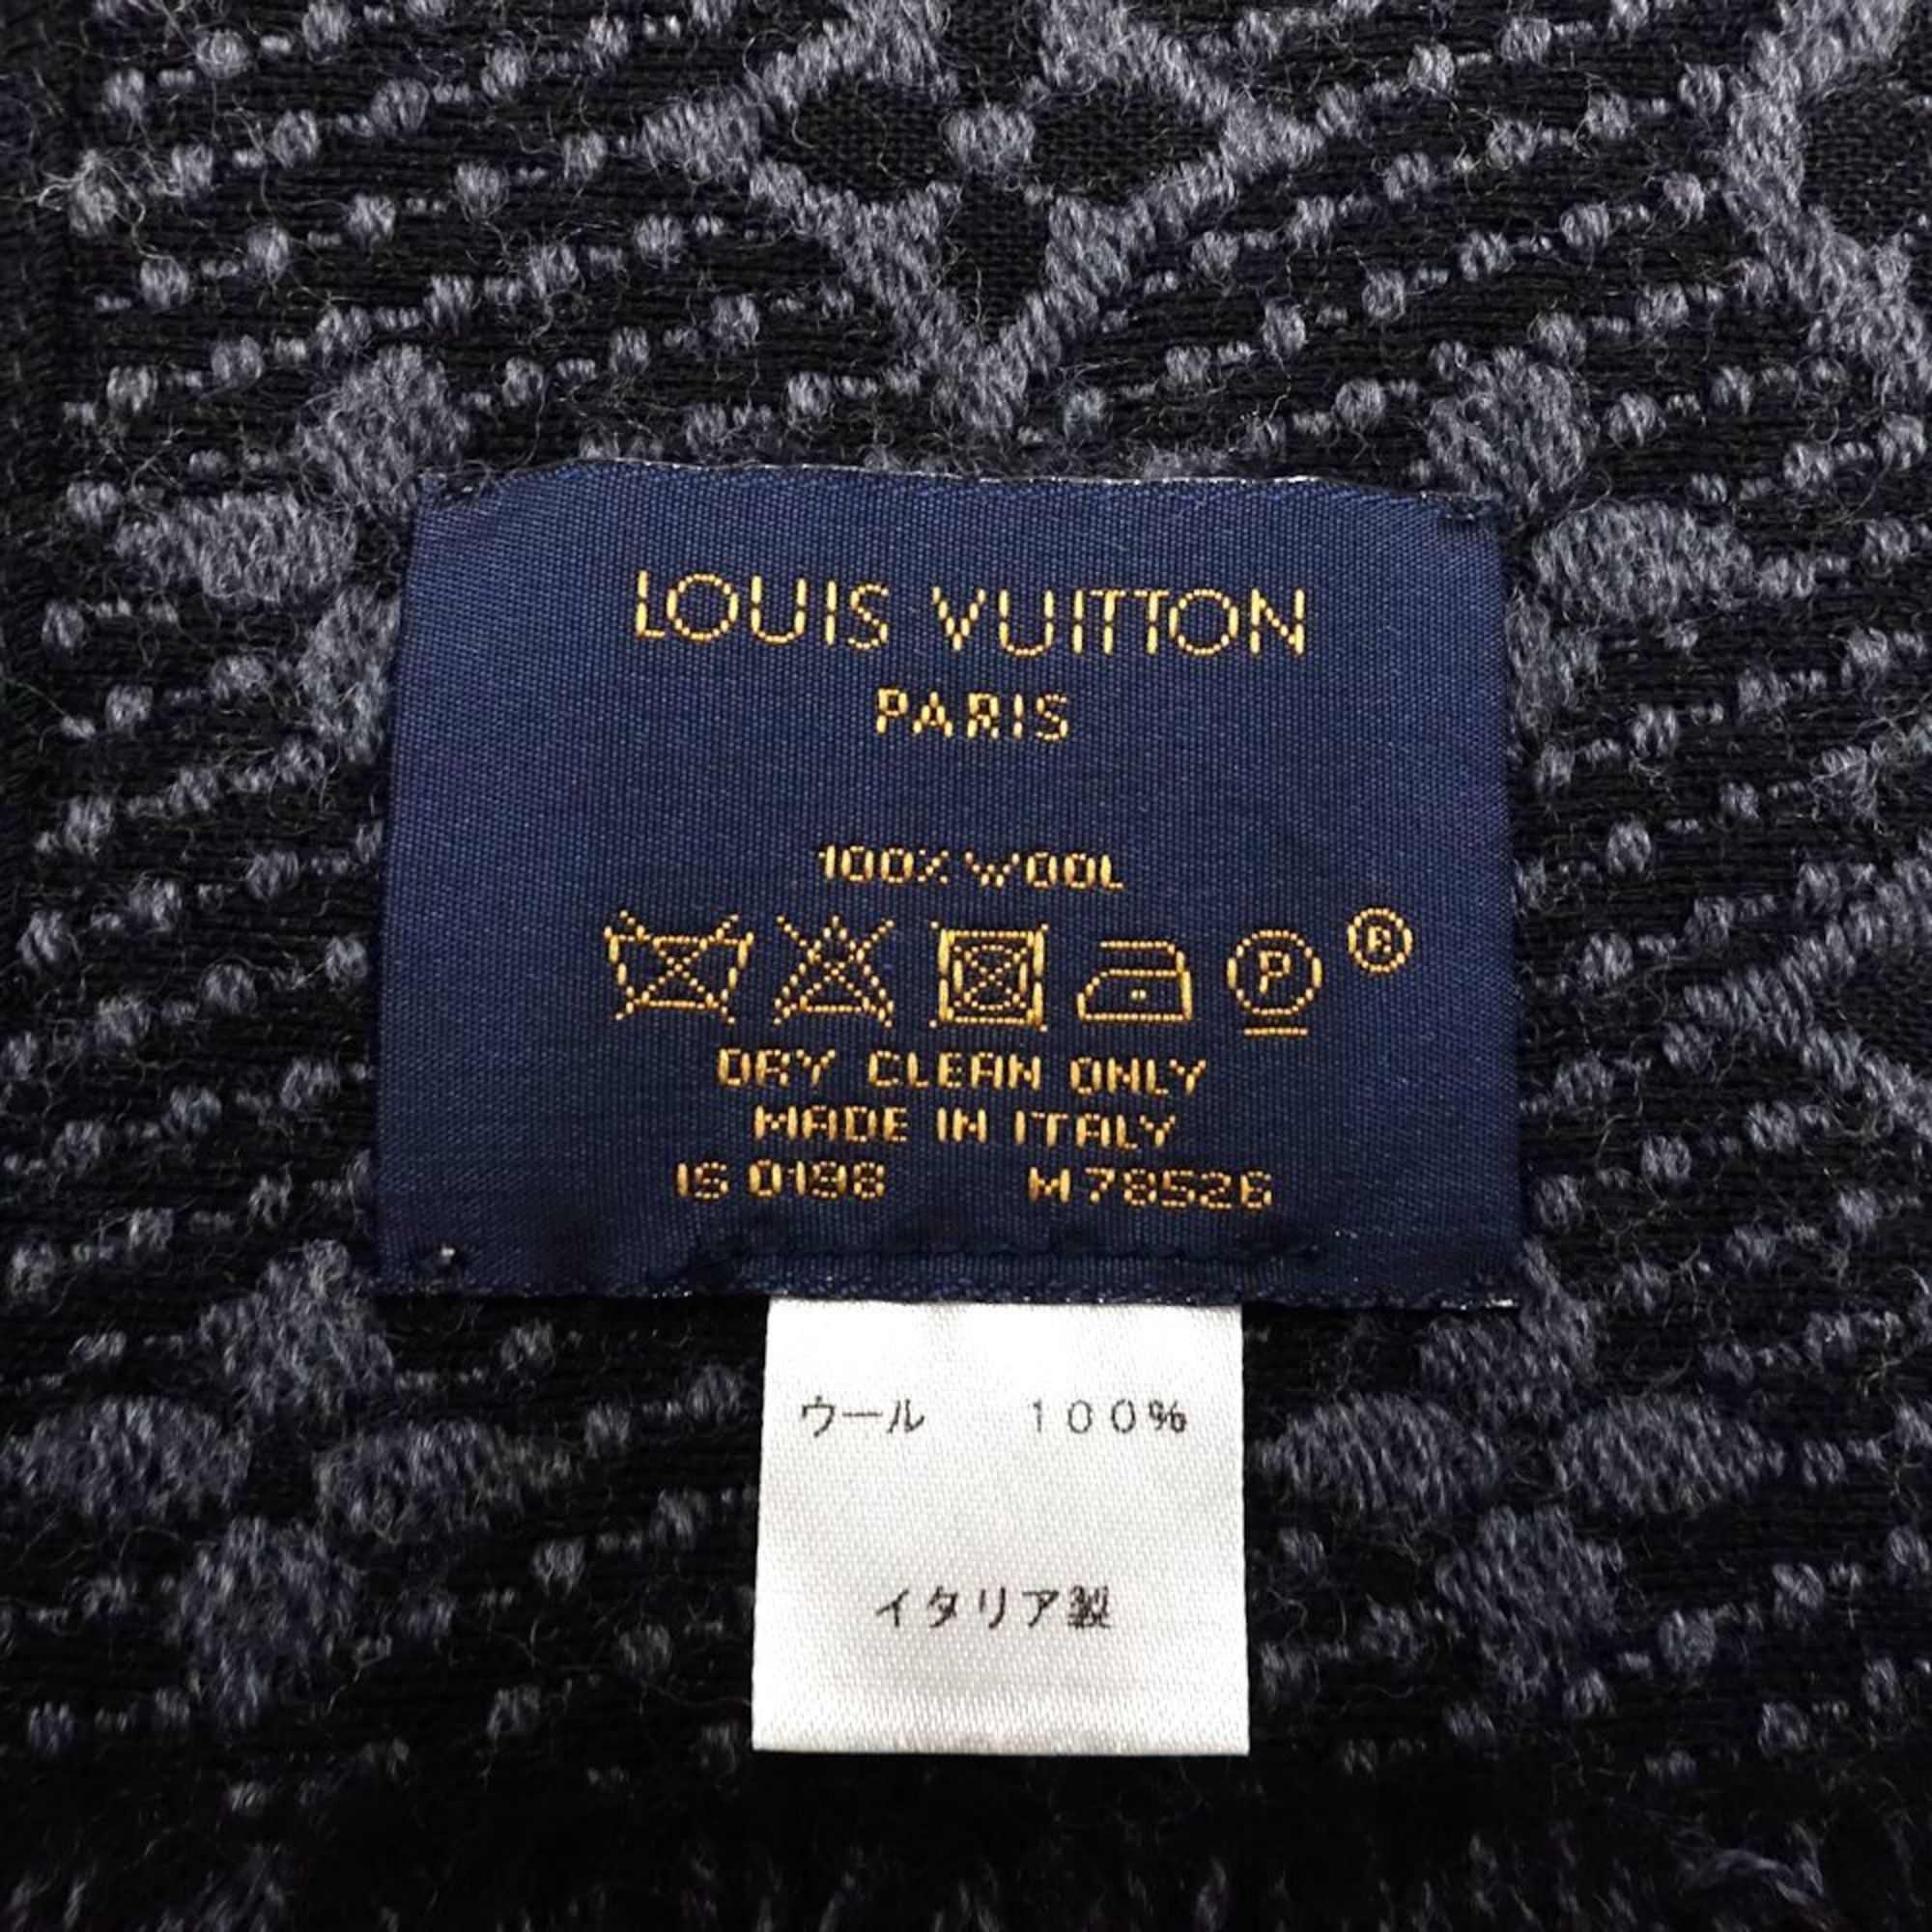 LOUIS VUITTON
PARIS
100% WOOL
P ®
DRY CLEAN ONLY
MADE IN ITALY
IS 0198 M78526
ウール 100%
イタリア製